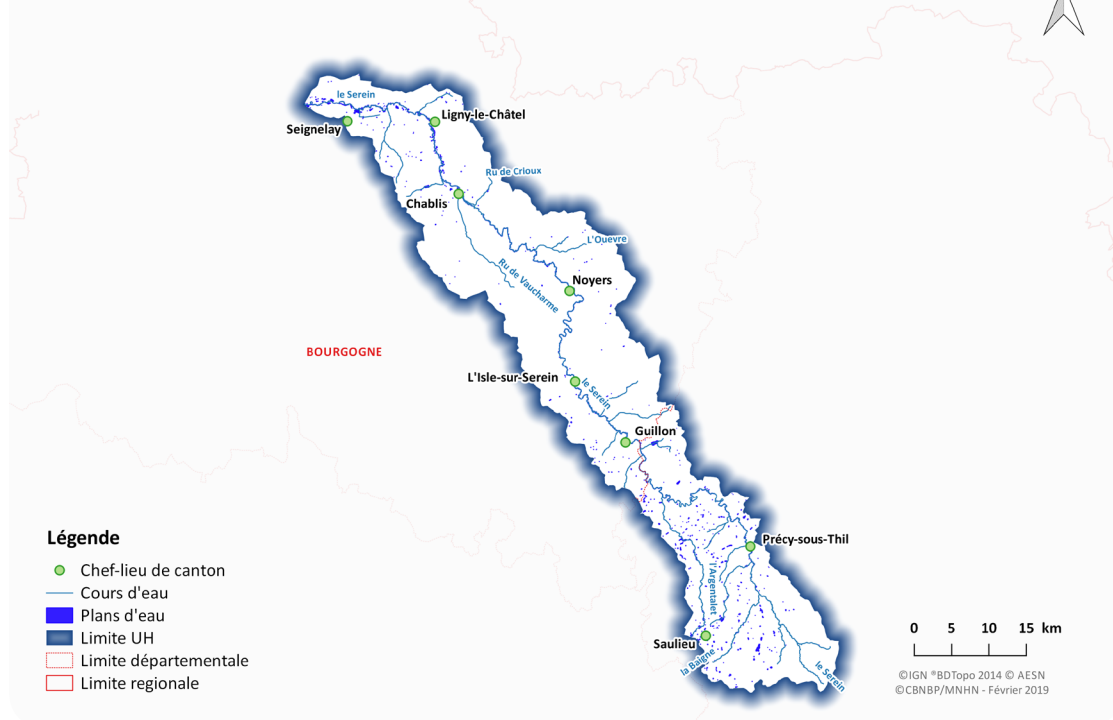 le Serein
Ligny-le-Châtel
Seignelay
Ru de Crioux
Chablis
L'Ouevre
Ru de Vaucharme
Noyers
BOURGOGNE
L'Isle-sur-Serein
le Serein
Guillon
Précy-sous-Thil
l'Argentalet
Saulieu
la Baigne
le Serein
Légende
Chef-lieu de canton
Cours d'eau
Plans d'eau
Limite UH
Limite départementale
Limite regionale
0 5 10 15 km
©IGN ®BDTopo 2014 © AESN
©CBNBP/MNHN - Février 2019